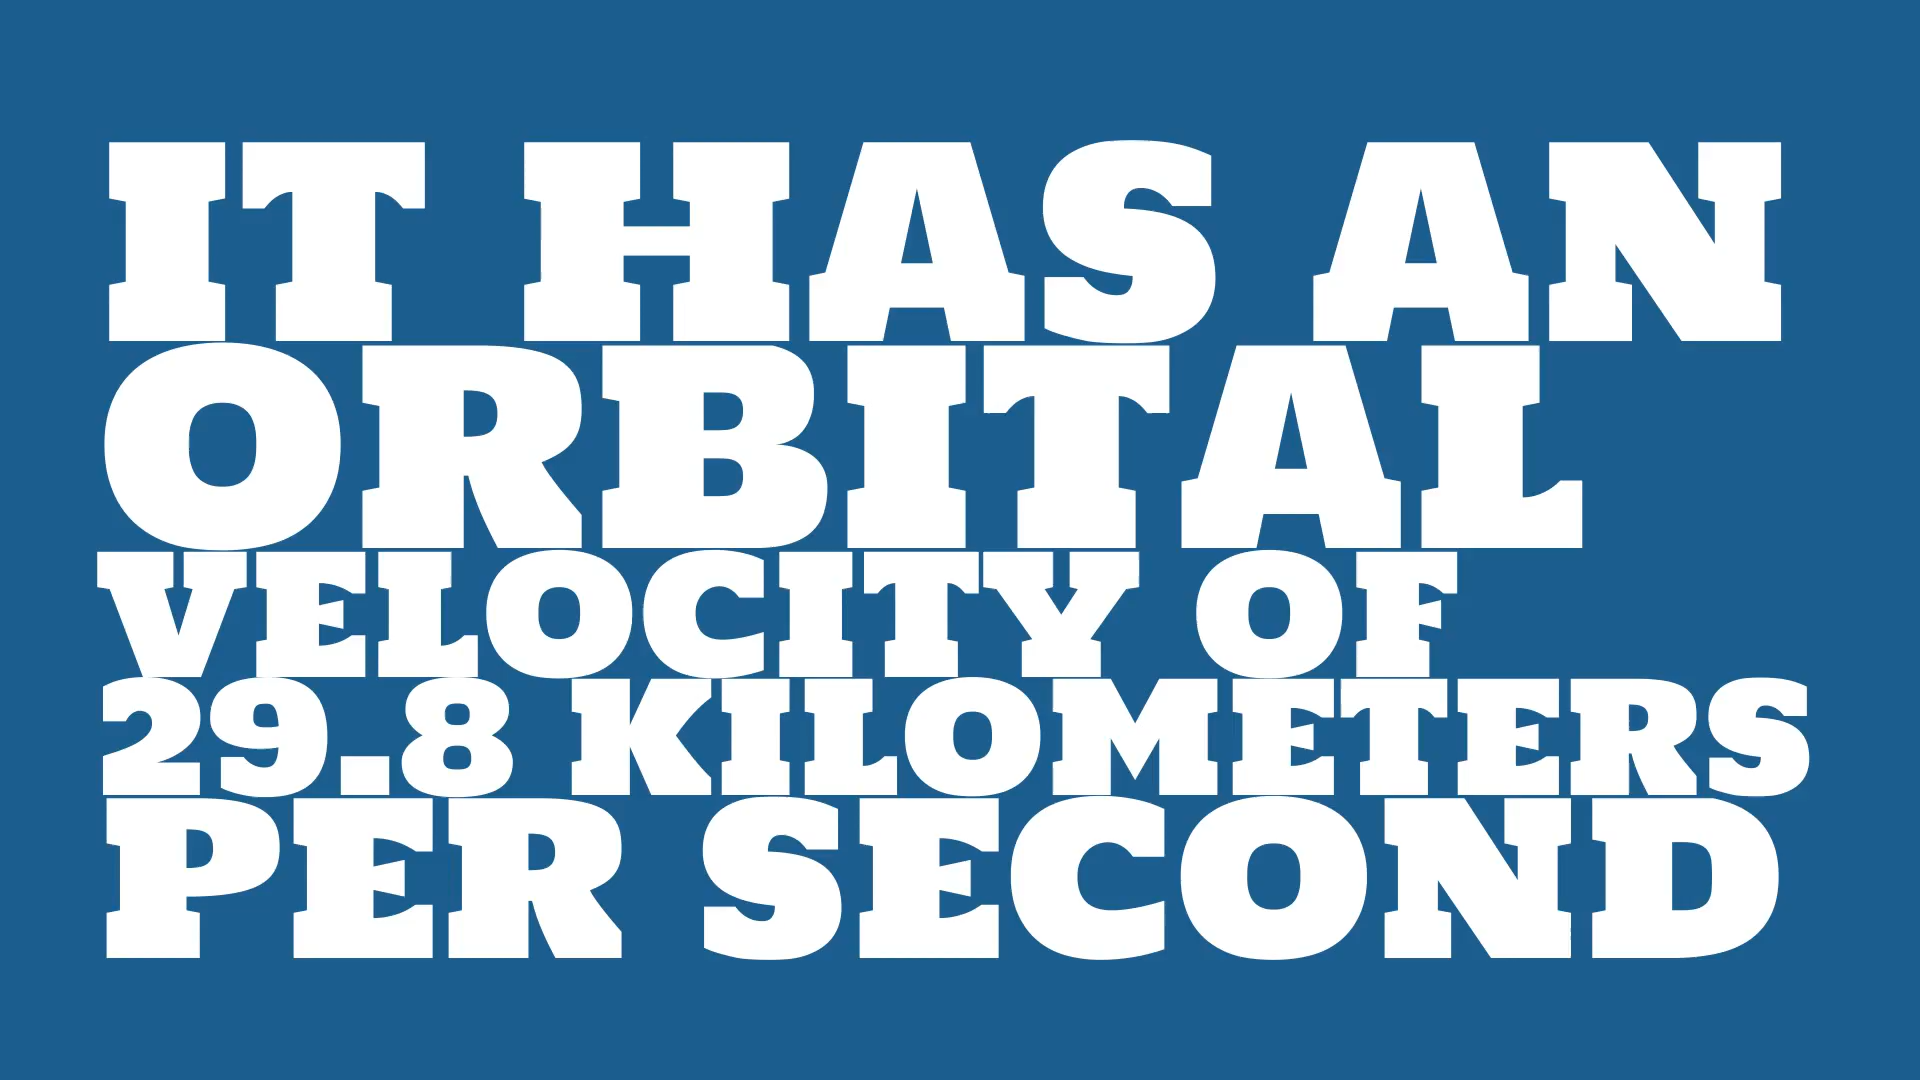 IT HAS AN
ORBITAL
VELOCITY OF
29.8 KILOMETERS
PER SECOND